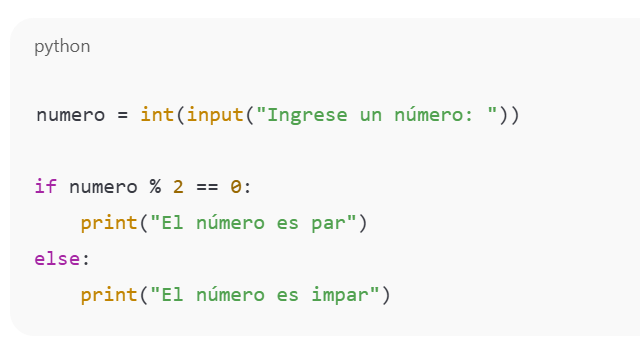 python
numero = int(input("Ingrese un número: "))
if numero % 2 == 0:
    print("El número es par")
else:
    print("El número es impar")